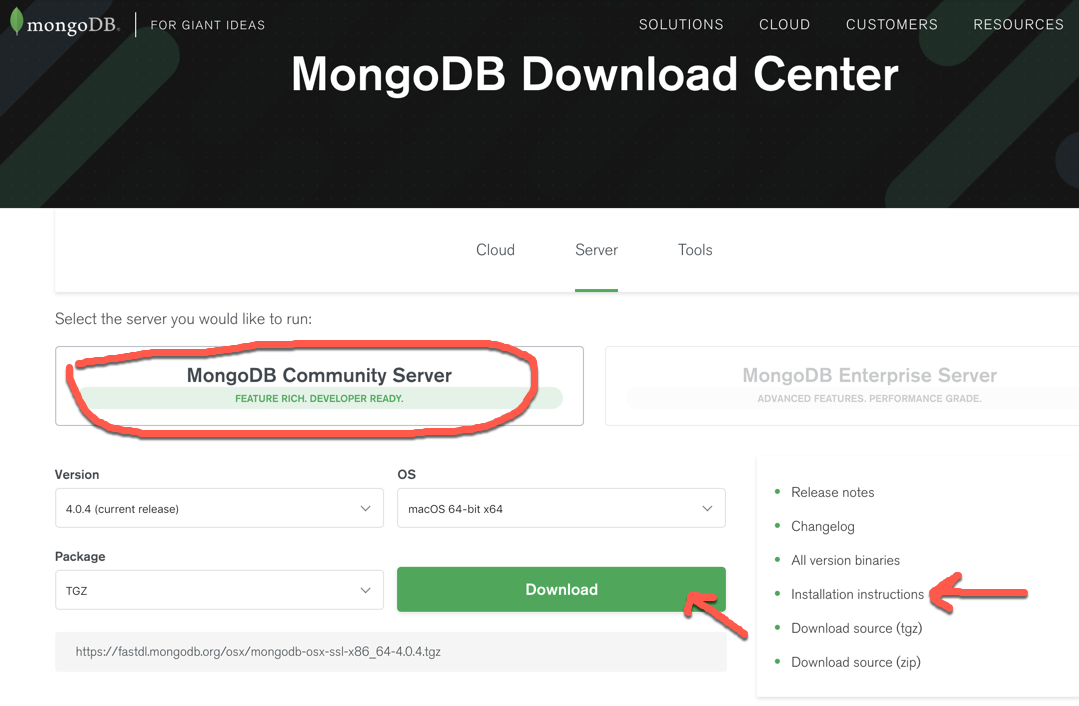 mongoDB. FOR GIANT IDEAS SOLUTIONS CLOUD CUSTOMERS RESOURCES
MongoDB Download Center
Cloud Server Tools
Select the server you would like to run:
MongoDB Community Server
FEATURE RICH. DEVELOPER READY.
MongoDB Enterprise Server
ADVANCED FEATURES. PERFORMANCE GRADE.
Version
4.0.4 (current release)
OS
macOS 64-bit x64
Package
TGZ
Download
https://fastdl.mongodb.org/osx/mongodb-osx-ssl-x86_64-4.0.4.tgz
Release notes
Changelog
All version binaries
Installation instructions
Download source (tgz)
Download source (zip)